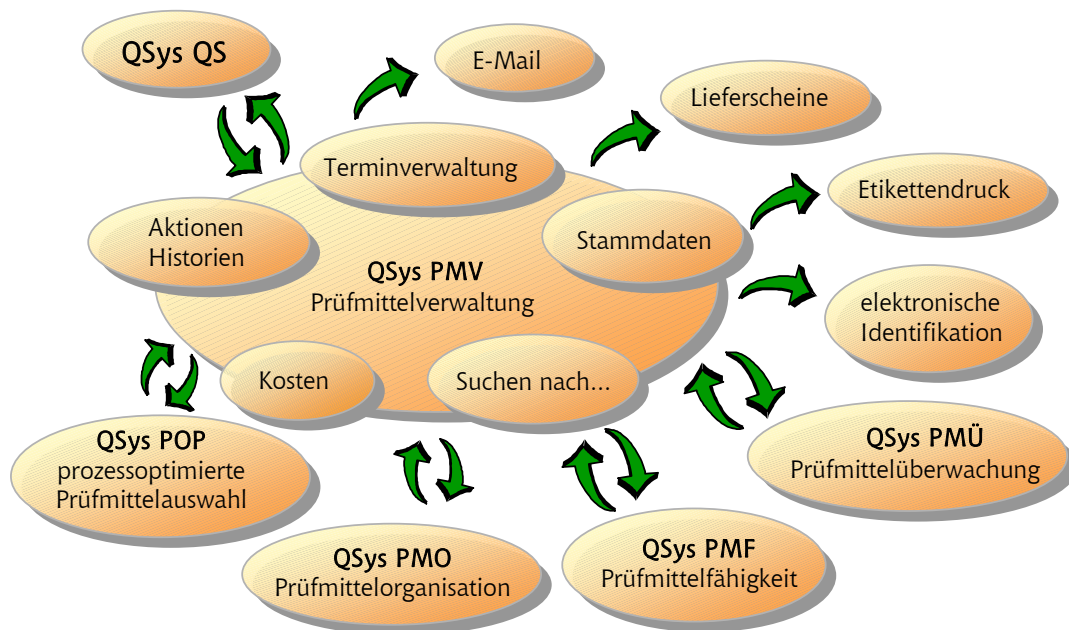 QSys QS
E-Mail
Lieferscheine
Terminverwaltung
Etikettendruck
Aktionen
Historien
Stammdaten
QSys PMV
Prüfmittelverwaltung
elektronische
Identifikation
Kosten
Suchen nach...
QSys POP
prozessoptimierte
Prüfmittelauswahl
QSys PMÜ
Prüfmittelüberwachung
QSys PMO
Prüfmittelorganisation
QSys PMF
Prüfmittelfähigkeit